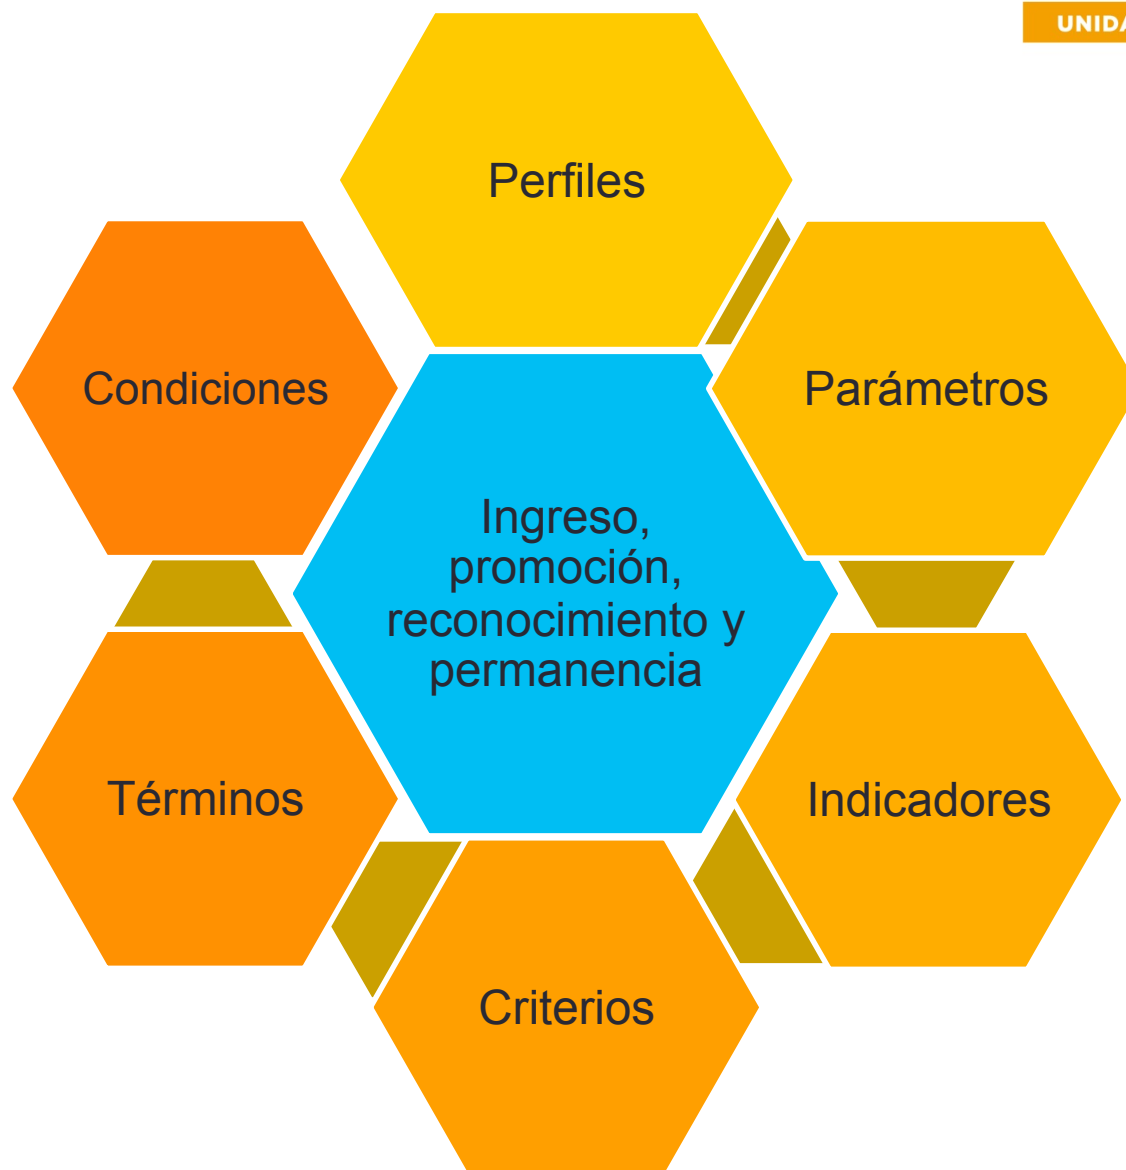 UNIDA
Perfiles
Condiciones
Parámetros
Ingreso,
promoción,
reconocimiento y
permanencia
Términos
Indicadores
Criterios